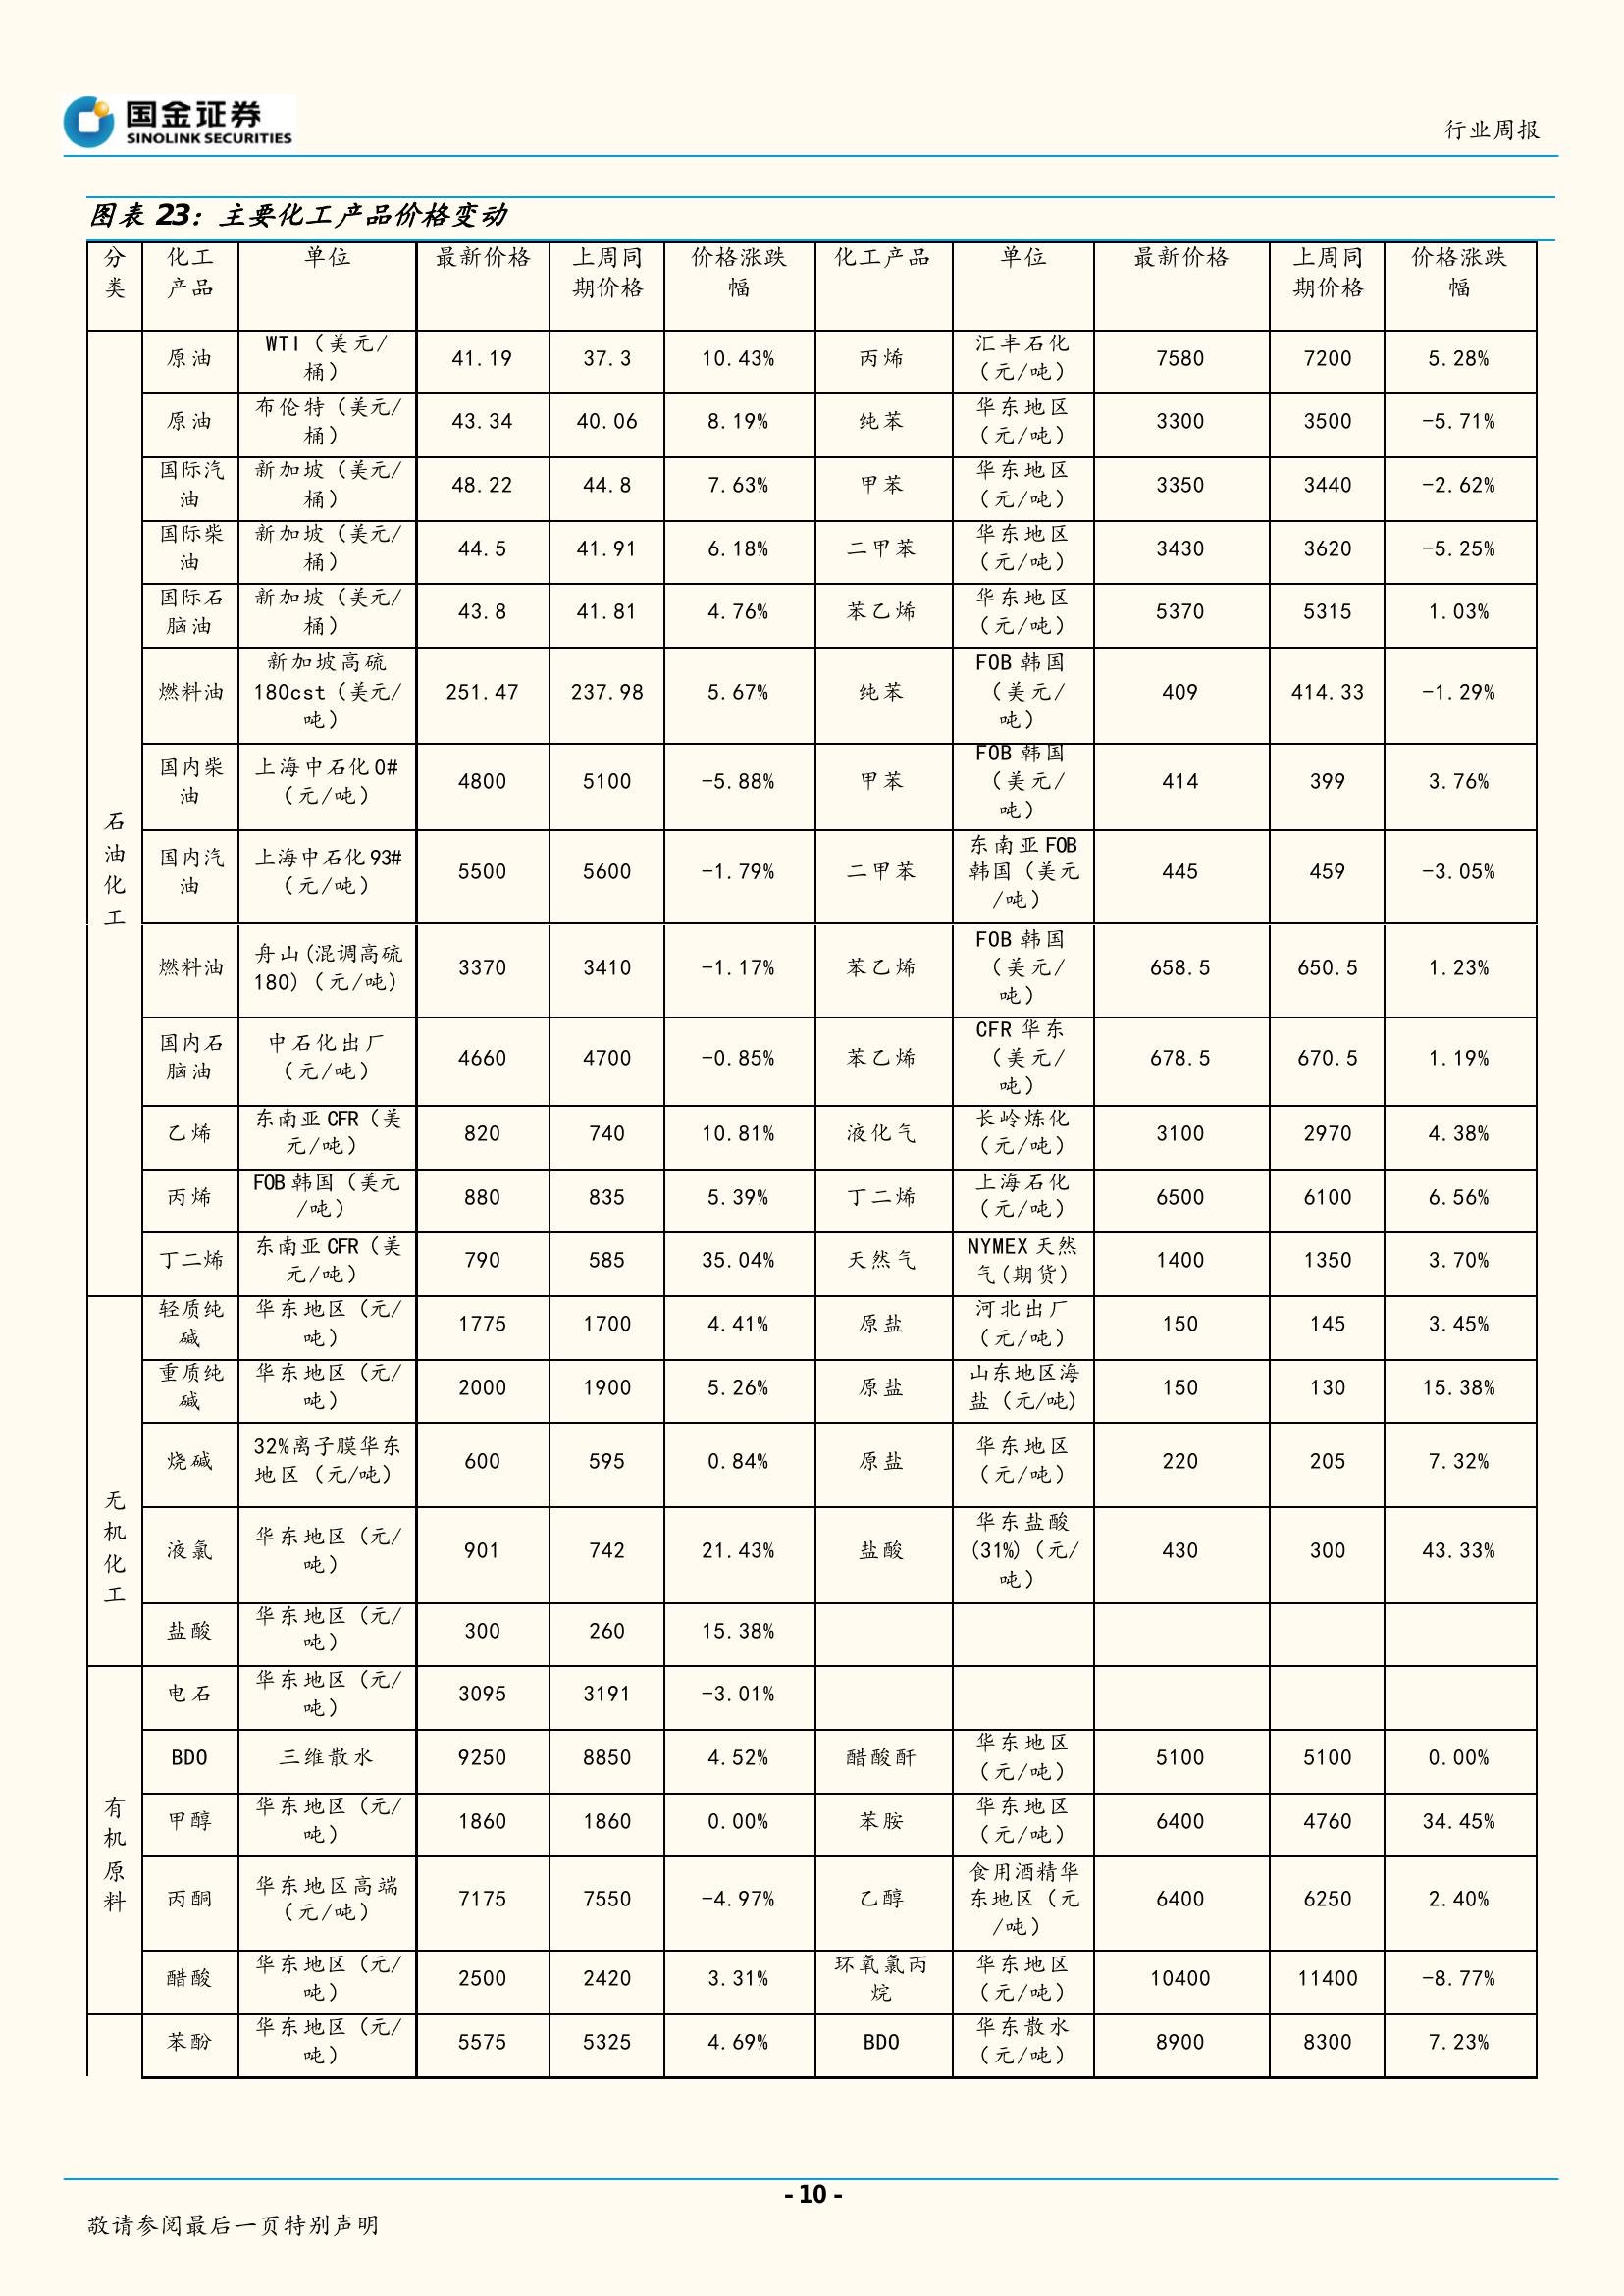 国金证券
SINOLINK SECURITIES
行业周报
图表 23：主要化工产品价格变动
分类 化工产品 单位 最新价格 上周同期价格 价格涨跌幅 化工产品 单位 最新价格 上周同期价格 价格涨跌幅
石油化工
原油 WTI（美元/桶） 41.19 37.3 10.43% 丙烯 汇丰石化（元/吨） 7580 7200 5.28%
原油 布伦特（美元/桶） 43.34 40.06 8.19% 纯苯 华东地区（元/吨） 3300 3500 -5.71%
国际汽油 新加坡（美元/桶） 48.22 44.8 7.63% 甲苯 华东地区（元/吨） 3350 3440 -2.62%
国际柴油 新加坡（美元/桶） 44.5 41.91 6.18% 二甲苯 华东地区（元/吨） 3430 3620 -5.25%
国际石脑油 新加坡（美元/桶） 43.8 41.81 4.76% 苯乙烯 华东地区（元/吨） 5370 5315 1.03%
燃料油 新加坡高硫180cst（美元/吨） 251.47 237.98 5.67% 纯苯 FOB 韩国（美元/吨） 409 414.33 -1.29%
国内柴油 上海中石化 0#（元/吨） 4800 5100 -5.88% 甲苯 FOB 韩国（美元/吨） 414 399 3.76%
国内汽油 上海中石化 93#（元/吨） 5500 5600 -1.79% 二甲苯 东南亚 FOB 韩国（美元/吨） 445 459 -3.05%
燃料油 舟山(混调高硫 180)（元/吨） 3370 3410 -1.17% 苯乙烯 FOB 韩国（美元/吨） 658.5 650.5 1.23%
国内石脑油 中石化出厂（元/吨） 4660 4700 -0.85% 苯乙烯 CFR 华东（美元/吨） 678.5 670.5 1.19%
乙烯 东南亚 CFR（美元/吨） 820 740 10.81% 液化气 长岭炼化（元/吨） 3100 2970 4.38%
丙烯 FOB 韩国（美元/吨） 880 835 5.39% 丁二烯 上海石化（元/吨） 6500 6100 6.56%
丁二烯 东南亚 CFR（美元/吨） 790 585 35.04% 天然气 NYMEX 天然气(期货) 1400 1350 3.70%
无机化工
轻质纯碱 华东地区（元/吨） 1775 1700 4.41% 原盐 河北出厂（元/吨） 150 145 3.45%
重质纯碱 华东地区（元/吨） 2000 1900 5.26% 原盐 山东地区海盐（元/吨) 150 130 15.38%
烧碱 32%离子膜华东地区（元/吨） 600 595 0.84% 原盐 华东地区（元/吨） 220 205 7.32%
液氯 华东地区（元/吨） 901 742 21.43% 盐酸 华东盐酸(31%)（元/吨） 430 300 43.33%
盐酸 华东地区（元/吨） 300 260 15.38%
有机原料
电石 华东地区（元/吨） 3095 3191 -3.01%
BDO 三维散水 9250 8850 4.52% 醋酸酐 华东地区（元/吨） 5100 5100 0.00%
甲醇 华东地区（元/吨） 1860 1860 0.00% 苯胺 华东地区（元/吨） 6400 4760 34.45%
丙酮 华东地区高端（元/吨） 7175 7550 -4.97% 乙醇 食用酒精华东地区（元/吨） 6400 6250 2.40%
醋酸 华东地区（元/吨） 2500 2420 3.31% 环氧氯丙烷 华东地区（元/吨） 10400 11400 -8.77%
苯酚 华东地区（元/吨） 5575 5325 4.69% BDO 华东散水（元/吨） 8900 8300 7.23%
- 10 -
敬请参阅最后一页特别声明